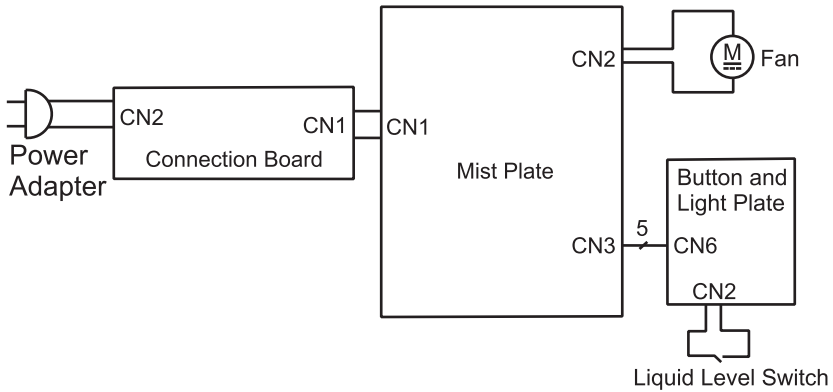 CN2
M
Fan
CN2
CN1
CN1
Power
Adapter
Connection Board
Mist Plate
Button and
Light Plate
CN3
5
CN6
CN2
Liquid Level Switch